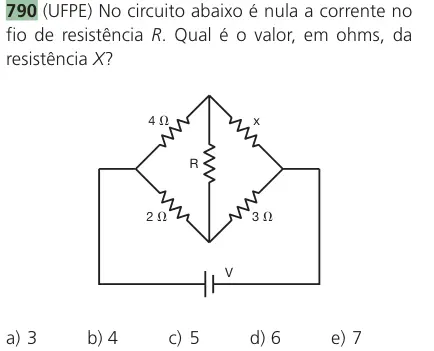 790 (UFPE) No circuito abaixo é nula a corrente no
fio de resistência R. Qual é o valor, em ohms, da
resistência X?
4 Ω
x
R
2 Ω
3 Ω
V
a) 3 b) 4 c) 5 d) 6 e) 7